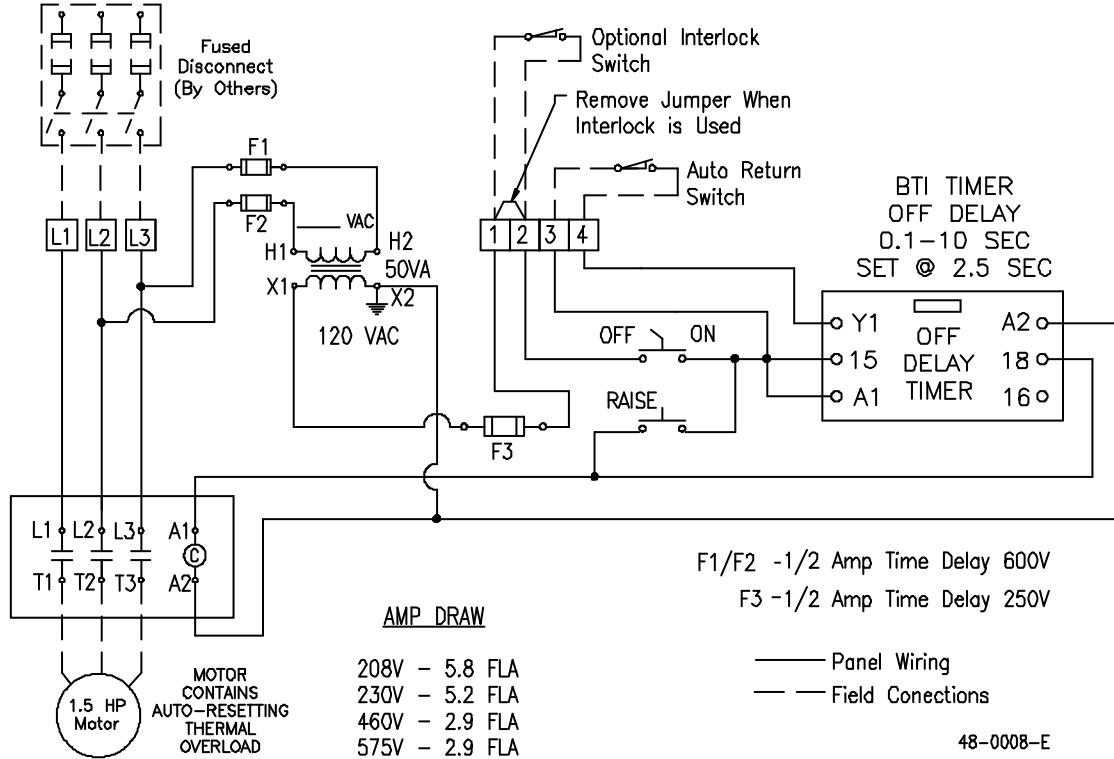 Fused
Disconnect
(By Others)
Optional Interlock
Switch
Remove Jumper When
Interlock is Used
Auto Return
Switch
F1
F2
VAC
H1
H2
50VA
X1
X2
120 VAC
L1 L2 L3
1 2 3 4
BTI TIMER
OFF DELAY
0.1-10 SEC
SET @ 2.5 SEC
Y1
15
A1
OFF
DELAY
TIMER
A2
18
16
OFF ON
RAISE
F3
L1 L2 L3 A1
C
T1 T2 T3 A2
1.5 HP
Motor
MOTOR
CONTAINS
AUTO-RESETTING
THERMAL
OVERLOAD
AMP DRAW
208V - 5.8 FLA
230V - 5.2 FLA
460V - 2.9 FLA
575V - 2.9 FLA
F1/F2 -1/2 Amp Time Delay 600V
F3 -1/2 Amp Time Delay 250V
Panel Wiring
Field Conections
48-0008-E